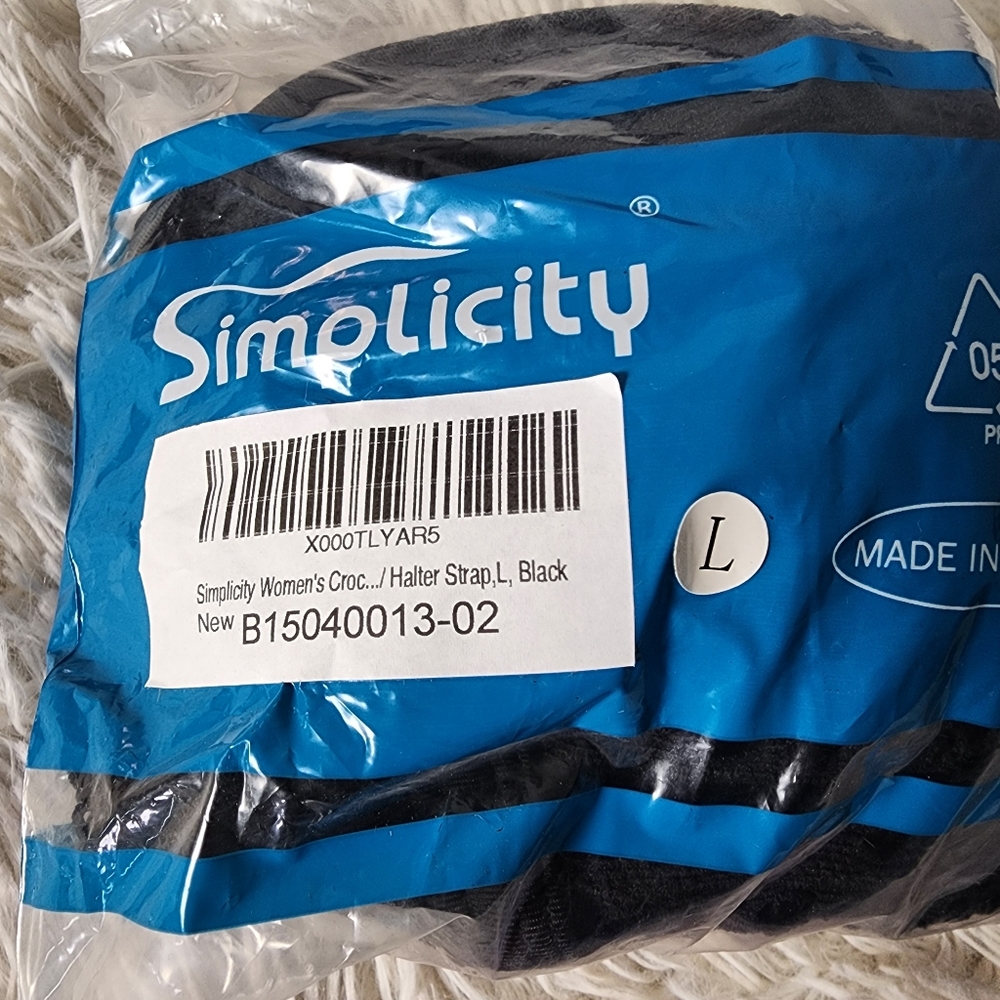 ®
Simplicity
X000TLYAR5
Simplicity Women's Croc.../ Halter Strap,L, Black
New B15040013-02
L
05
MADE IN